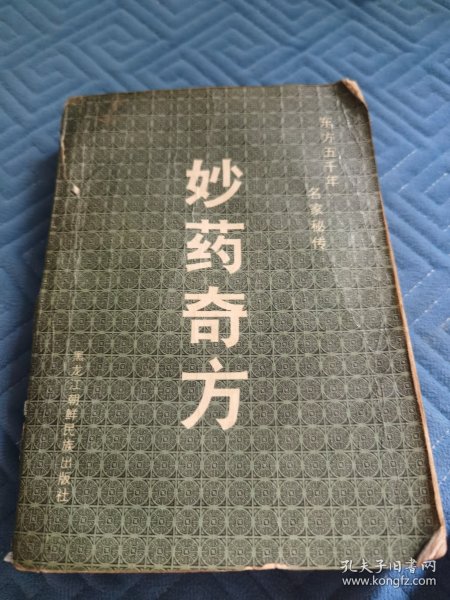 东方五千年
名家秘传
妙药奇方
黑龙江朝鲜民族出版社
孔夫子旧书网
www.kongfz.com